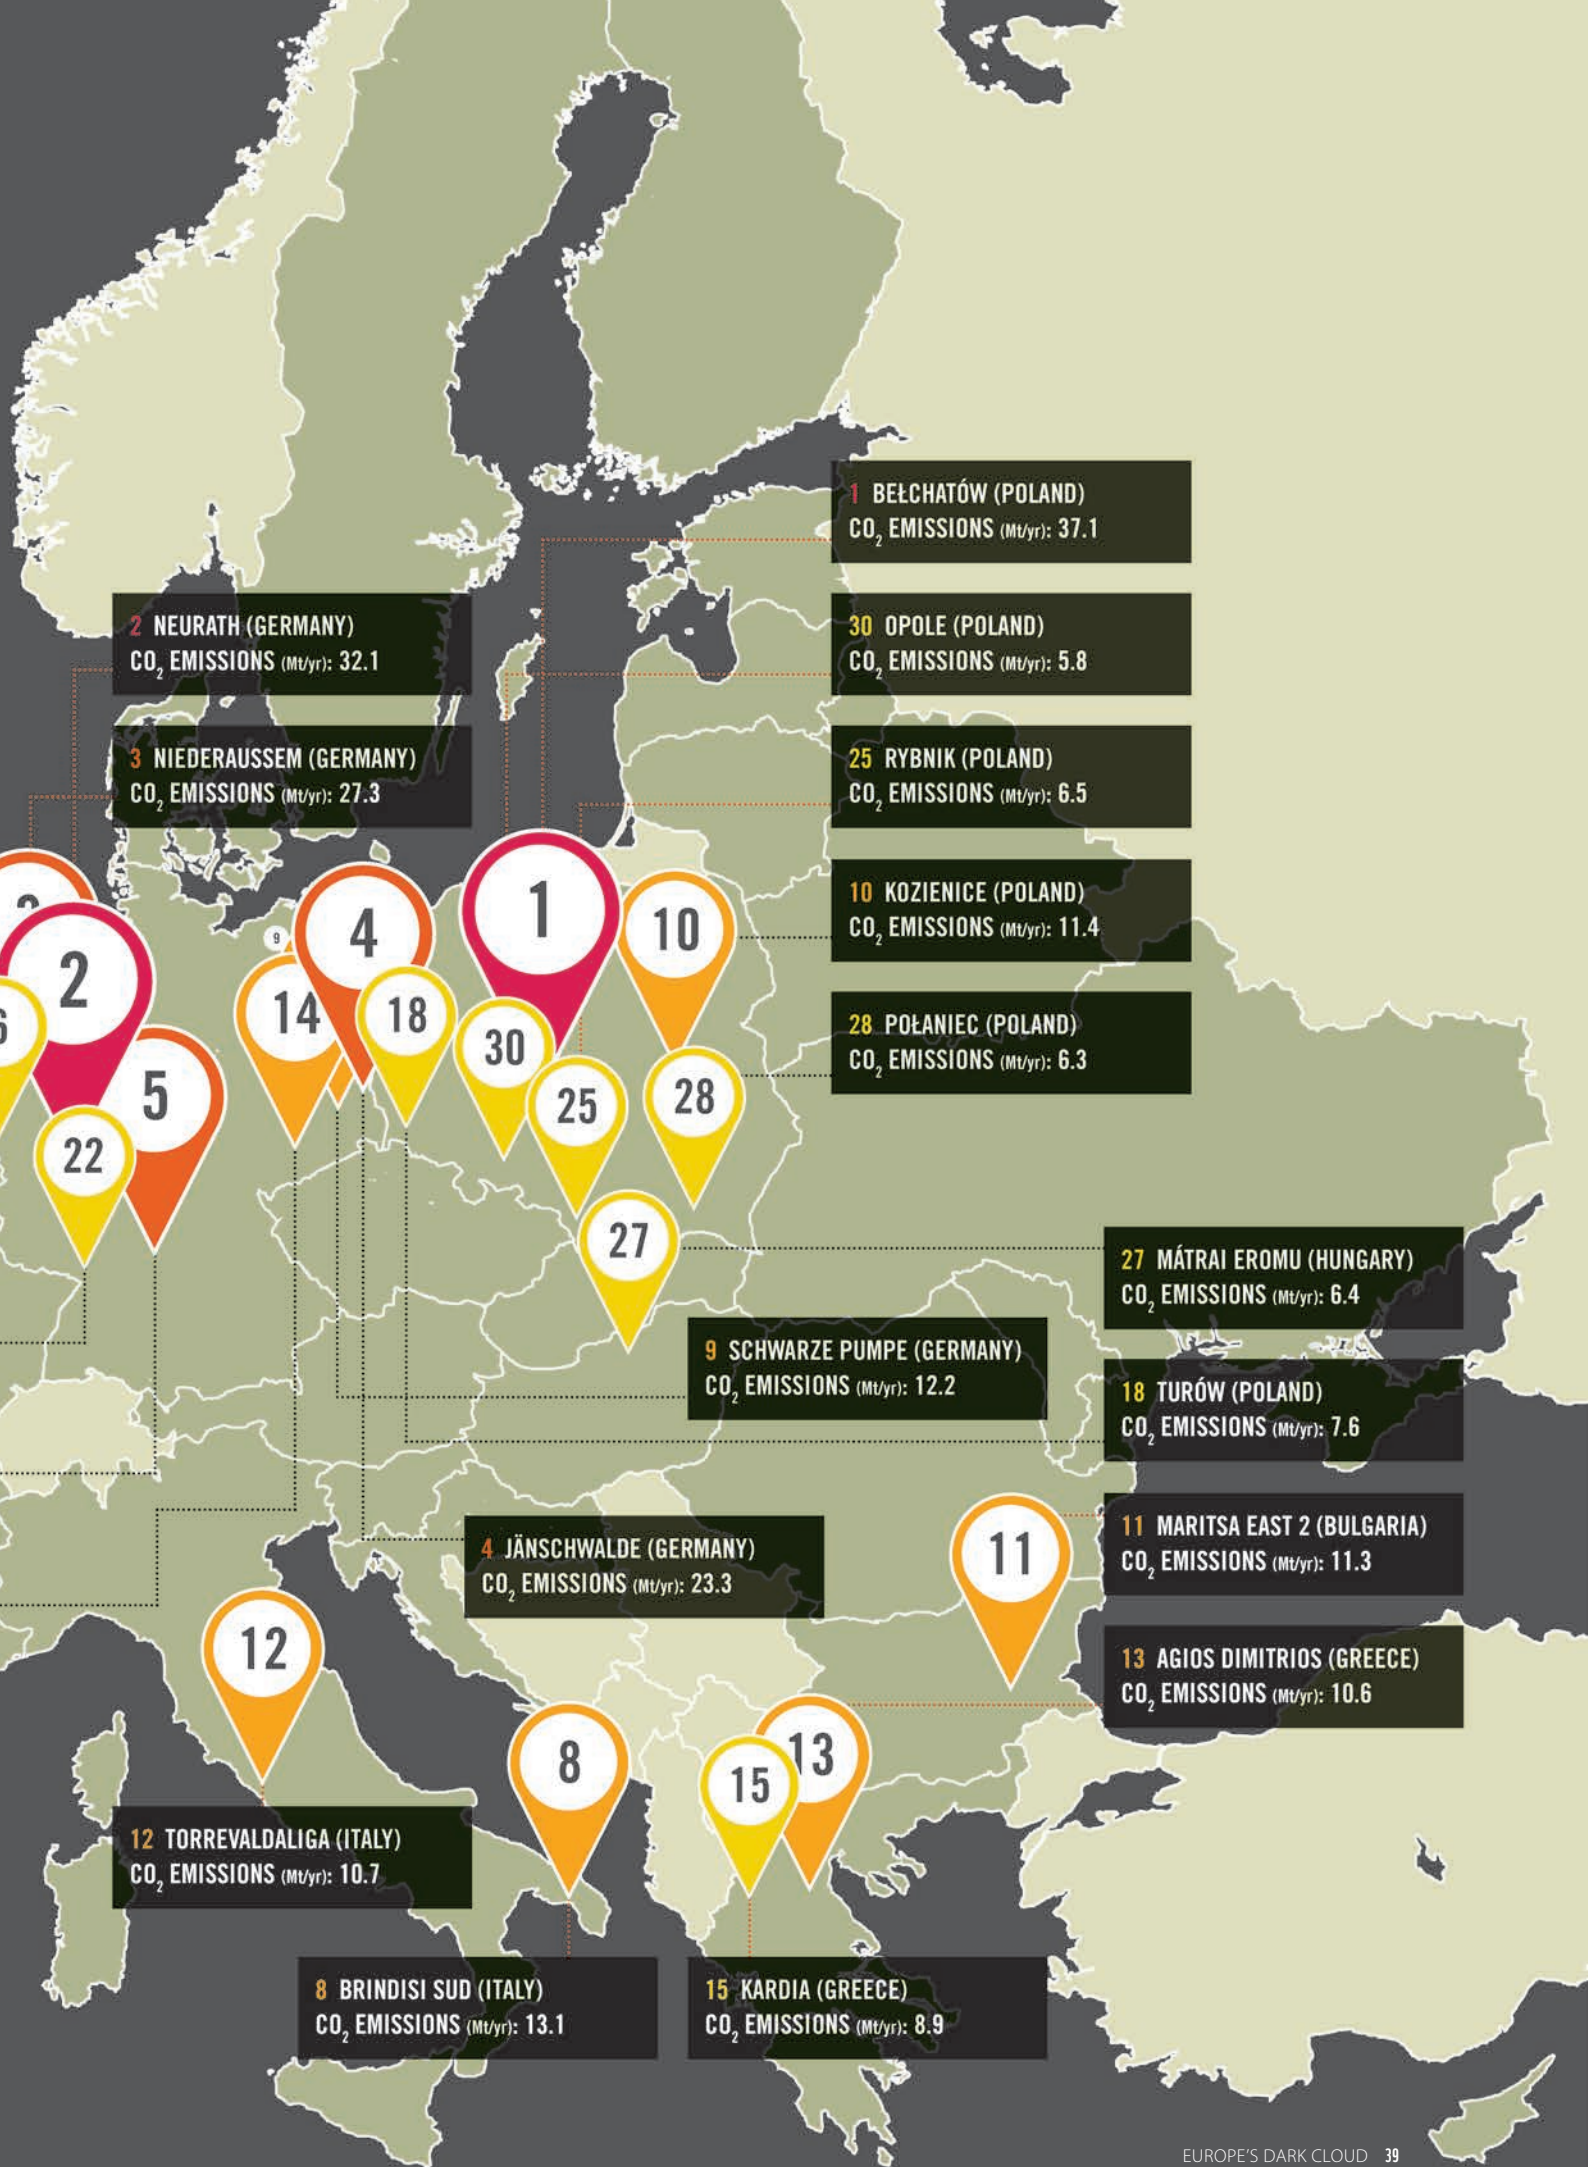 1 BEŁCHATÓW (POLAND)
CO₂ EMISSIONS (Mt/yr): 37.1
2 NEURATH (GERMANY)
CO₂ EMISSIONS (Mt/yr): 32.1
30 OPOLE (POLAND)
CO₂ EMISSIONS (Mt/yr): 5.8
3 NIEDERAUSSEM (GERMANY)
CO₂ EMISSIONS (Mt/yr): 27.3
25 RYBNIK (POLAND)
CO₂ EMISSIONS (Mt/yr): 6.5
10 KOZIENICE (POLAND)
CO₂ EMISSIONS (Mt/yr): 11.4
28 POŁANIEC (POLAND)
CO₂ EMISSIONS (Mt/yr): 6.3
1
4
10
9
2
14
18
30
5
25
28
22
27
27 MÁTRAI EROMU (HUNGARY)
CO₂ EMISSIONS (Mt/yr): 6.4
9 SCHWARZE PUMPE (GERMANY)
CO₂ EMISSIONS (Mt/yr): 12.2
18 TURÓW (POLAND)
CO₂ EMISSIONS (Mt/yr): 7.6
11 MARITSA EAST 2 (BULGARIA)
CO₂ EMISSIONS (Mt/yr): 11.3
4 JÄNSCHWALDE (GERMANY)
CO₂ EMISSIONS (Mt/yr): 23.3
11
12
13 AGIOS DIMITRIOS (GREECE)
CO₂ EMISSIONS (Mt/yr): 10.6
8
13
15
12 TORREVALDALIGA (ITALY)
CO₂ EMISSIONS (Mt/yr): 10.7
8 BRINDISI SUD (ITALY)
CO₂ EMISSIONS (Mt/yr): 13.1
15 KARDIA (GREECE)
CO₂ EMISSIONS (Mt/yr): 8.9
EUROPE'S DARK CLOUD 39